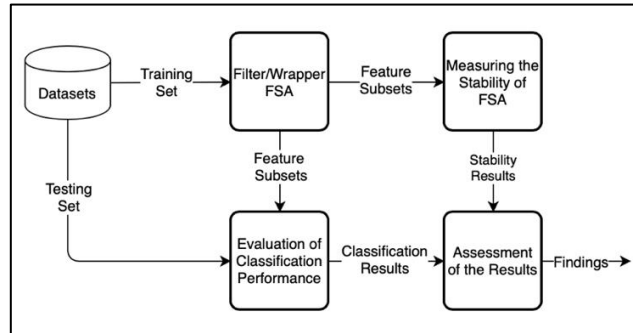 Datasets
Training
Set
Filter/Wrapper
FSA
Feature
Subsets
Measuring the
Stability of
FSA
Testing
Set
Feature
Subsets
Stability
Results
Evaluation of
Classification
Performance
Classification
Results
Assessment
of the Results
Findings